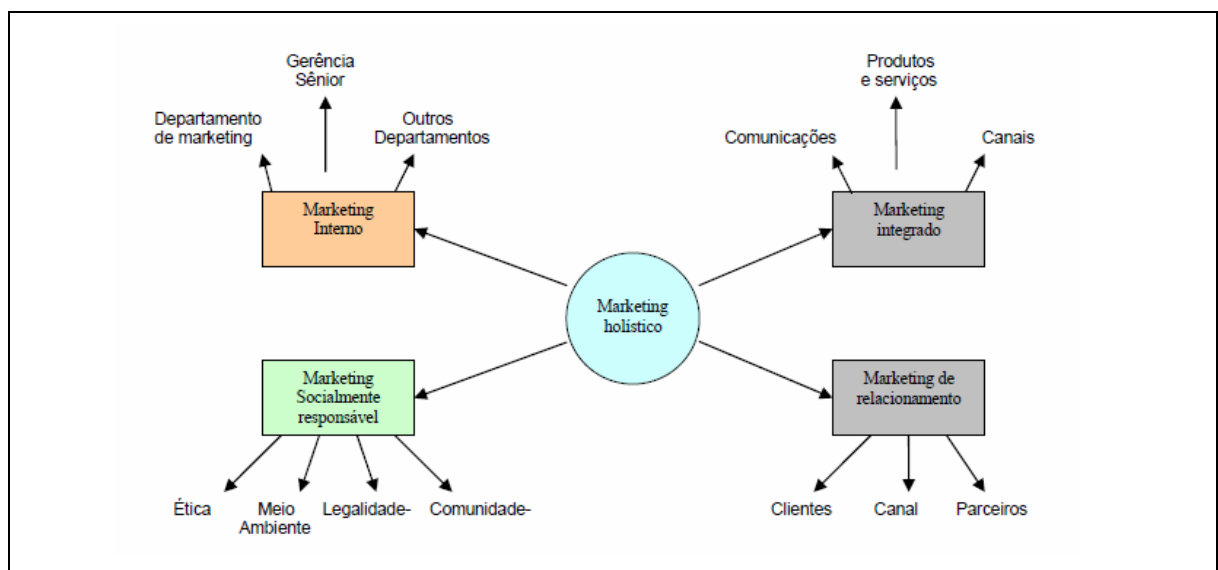 Gerência
Sênior
Departamento
de marketing
Outros
Departamentos
Marketing
Interno
Produtos
e serviços
Comunicações
Canais
Marketing
integrado
Marketing
holístico
Marketing
Socialmente
responsável
Ética
Meio
Ambiente
Legalidade-
Comunidade-
Marketing de
relacionamento
Clientes
Canal
Parceiros